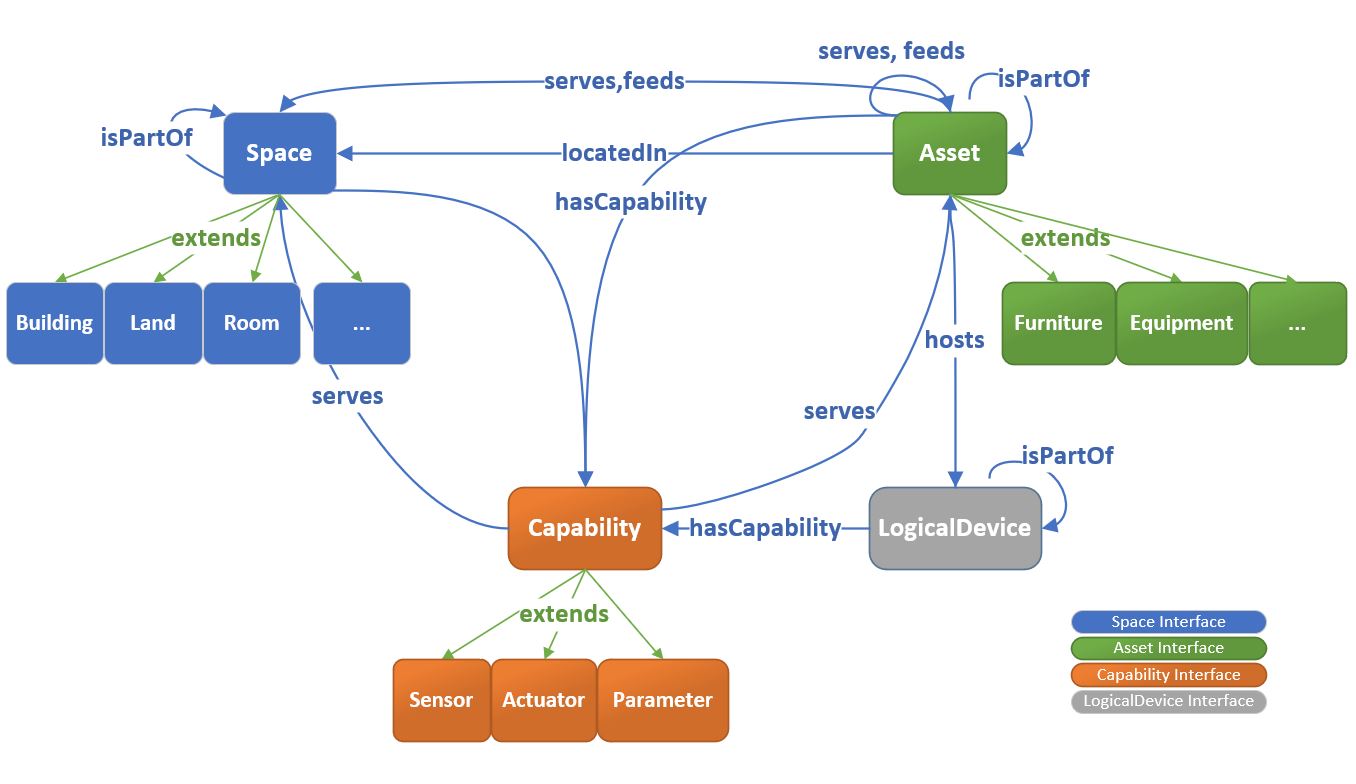 serves, feeds
serves,feeds
isPartOf
isPartOf
Space
locatedIn
Asset
hasCapability
extends
extends
Building
Land
Room
...
Furniture
Equipment
...
hosts
serves
serves
isPartOf
Capability
hasCapability
LogicalDevice
extends
Space Interface
Asset Interface
Capability Interface
LogicalDevice Interface
Sensor
Actuator
Parameter